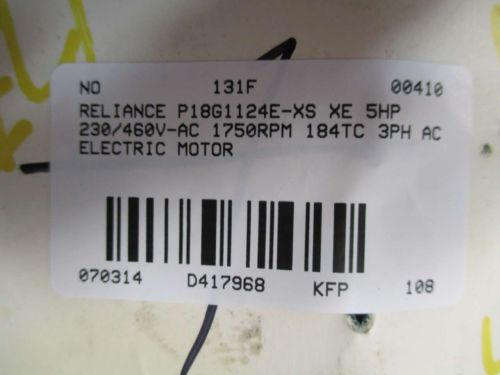 NO 131F 00410
RELIANCE P18G1124E-XS XE 5HP
230/460V-AC 1750RPM 184TC 3PH AC
ELECTRIC MOTOR
070314 D417968 KFP 108